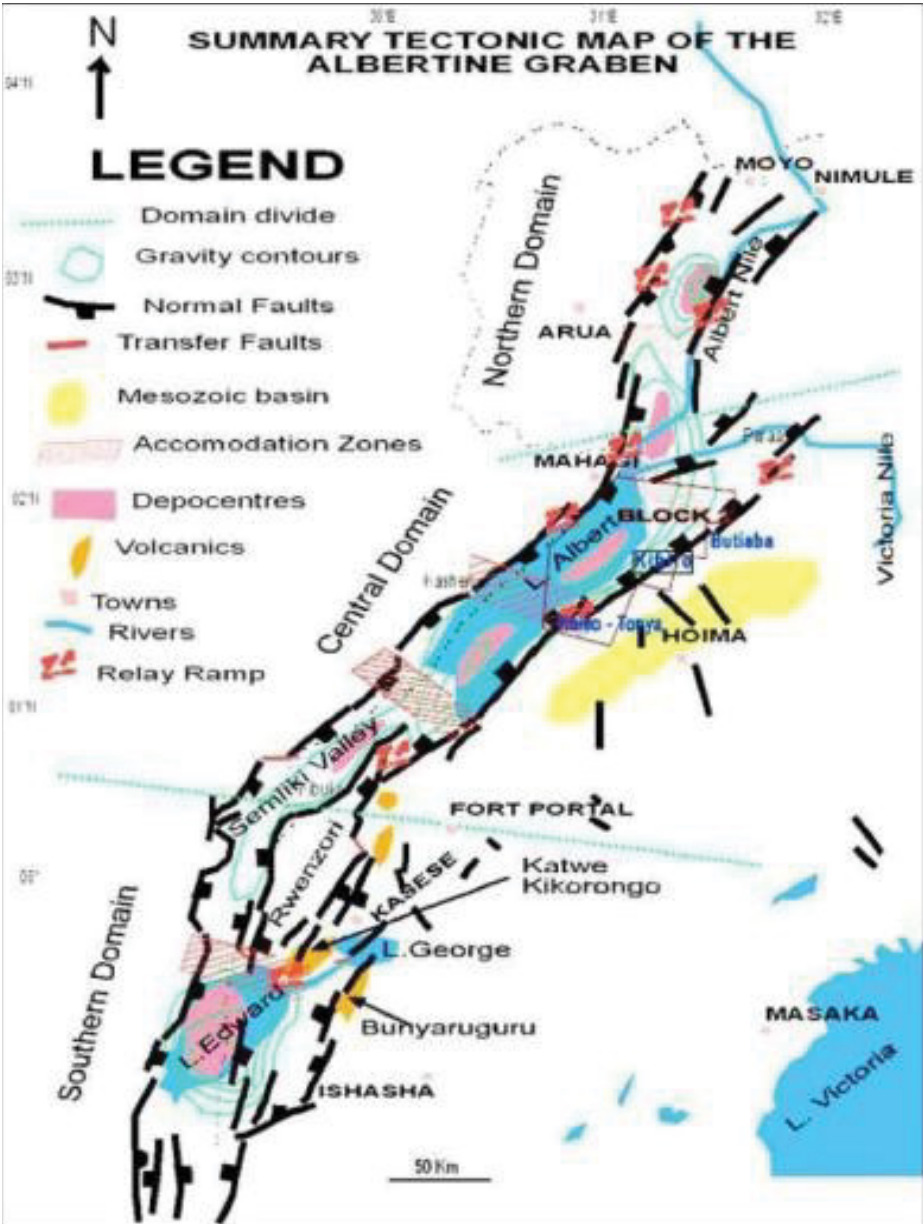 30°E 31°E 02°E
N
SUMMARY TECTONIC MAP OF THE
ALBERTINE GRABEN
LEGEND
Domain divide
Gravity contours
Normal Faults
Transfer Faults
Mesozoic basin
Accomodation Zones
Depocentres
Volcanics
Towns
Rivers
Relay Ramp
MOYO
NIMULE
Northern Domain
Albert Nile
ARUA
MAHAGI
Victoria Nile
BLOCK
Butiaba
L. Albert
Central Domain
HOIMA
Semliki Valley
FORT PORTAL
Rwenzori
KASESE
Katwe
Kikorongo
L.George
Southern Domain
L.Edward
Bunyaruguru
MASAKA
ISHASHA
L. Victoria
50 Km